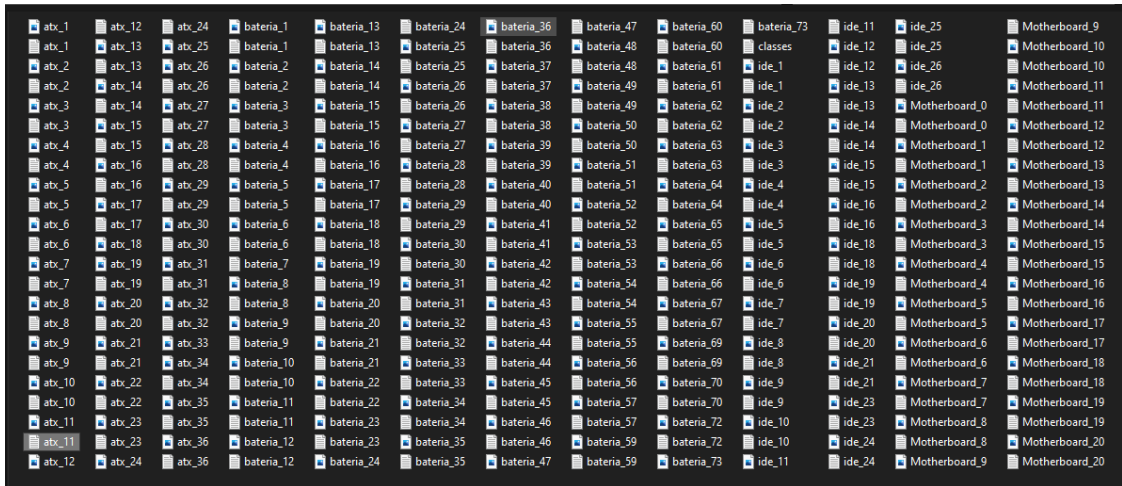 atx_1
atx_1
atx_2
atx_2
atx_3
atx_3
atx_4
atx_4
atx_5
atx_5
atx_6
atx_6
atx_7
atx_7
atx_8
atx_8
atx_9
atx_9
atx_10
atx_10
atx_11
atx_11
atx_12
atx_12
atx_13
atx_13
atx_14
atx_14
atx_15
atx_15
atx_16
atx_16
atx_17
atx_17
atx_18
atx_19
atx_19
atx_20
atx_20
atx_21
atx_21
atx_22
atx_22
atx_23
atx_23
atx_24
atx_24
atx_25
atx_26
atx_26
atx_27
atx_27
atx_28
atx_28
atx_29
atx_29
atx_30
atx_30
atx_31
atx_31
atx_32
atx_32
atx_33
atx_34
atx_34
atx_35
atx_35
atx_36
atx_36
bateria_1
bateria_1
bateria_2
bateria_2
bateria_3
bateria_3
bateria_4
bateria_4
bateria_5
bateria_5
bateria_6
bateria_6
bateria_7
bateria_8
bateria_8
bateria_9
bateria_9
bateria_10
bateria_10
bateria_11
bateria_11
bateria_12
bateria_12
bateria_13
bateria_13
bateria_14
bateria_14
bateria_15
bateria_15
bateria_16
bateria_16
bateria_17
bateria_17
bateria_18
bateria_18
bateria_19
bateria_19
bateria_20
bateria_20
bateria_21
bateria_21
bateria_22
bateria_22
bateria_23
bateria_23
bateria_24
bateria_24
bateria_25
bateria_25
bateria_26
bateria_26
bateria_27
bateria_27
bateria_28
bateria_28
bateria_29
bateria_29
bateria_30
bateria_30
bateria_31
bateria_31
bateria_32
bateria_32
bateria_33
bateria_33
bateria_34
bateria_34
bateria_35
bateria_35
bateria_36
bateria_36
bateria_37
bateria_37
bateria_38
bateria_38
bateria_39
bateria_39
bateria_40
bateria_40
bateria_41
bateria_41
bateria_42
bateria_42
bateria_43
bateria_43
bateria_44
bateria_44
bateria_45
bateria_45
bateria_46
bateria_46
bateria_47
bateria_47
bateria_48
bateria_48
bateria_49
bateria_49
bateria_50
bateria_50
bateria_51
bateria_51
bateria_52
bateria_52
bateria_53
bateria_53
bateria_54
bateria_54
bateria_55
bateria_55
bateria_56
bateria_56
bateria_57
bateria_57
bateria_59
bateria_59
bateria_60
bateria_60
bateria_61
bateria_61
bateria_62
bateria_62
bateria_63
bateria_63
bateria_64
bateria_64
bateria_65
bateria_65
bateria_66
bateria_66
bateria_67
bateria_67
bateria_69
bateria_69
bateria_70
bateria_70
bateria_72
bateria_72
bateria_73
bateria_73
classes
ide_1
ide_1
ide_2
ide_2
ide_3
ide_3
ide_4
ide_4
ide_5
ide_5
ide_6
ide_6
ide_7
ide_7
ide_8
ide_8
ide_9
ide_9
ide_10
ide_10
ide_11
ide_11
ide_12
ide_12
ide_13
ide_13
ide_14
ide_14
ide_15
ide_15
ide_16
ide_16
ide_18
ide_18
ide_19
ide_19
ide_20
ide_20
ide_21
ide_21
ide_23
ide_23
ide_24
ide_24
ide_25
ide_25
ide_26
ide_26
Motherboard_0
Motherboard_0
Motherboard_1
Motherboard_1
Motherboard_2
Motherboard_2
Motherboard_3
Motherboard_3
Motherboard_4
Motherboard_4
Motherboard_5
Motherboard_5
Motherboard_6
Motherboard_6
Motherboard_7
Motherboard_7
Motherboard_8
Motherboard_8
Motherboard_9
Motherboard_9
Motherboard_10
Motherboard_10
Motherboard_11
Motherboard_11
Motherboard_12
Motherboard_12
Motherboard_13
Motherboard_13
Motherboard_14
Motherboard_14
Motherboard_15
Motherboard_15
Motherboard_16
Motherboard_16
Motherboard_17
Motherboard_17
Motherboard_18
Motherboard_18
Motherboard_19
Motherboard_19
Motherboard_20
Motherboard_20